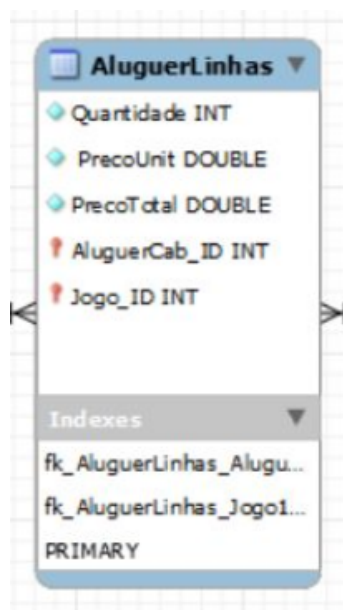 AluguerLinhas
Quantidade INT
PrecoUnit DOUBLE
PrecoTotal DOUBLE
AluguerCab_ID INT
Jogo_ID INT
Indexes
fk_AluguerLinhas_Alugu...
fk_AluguerLinhas_Jogo1...
PRIMARY